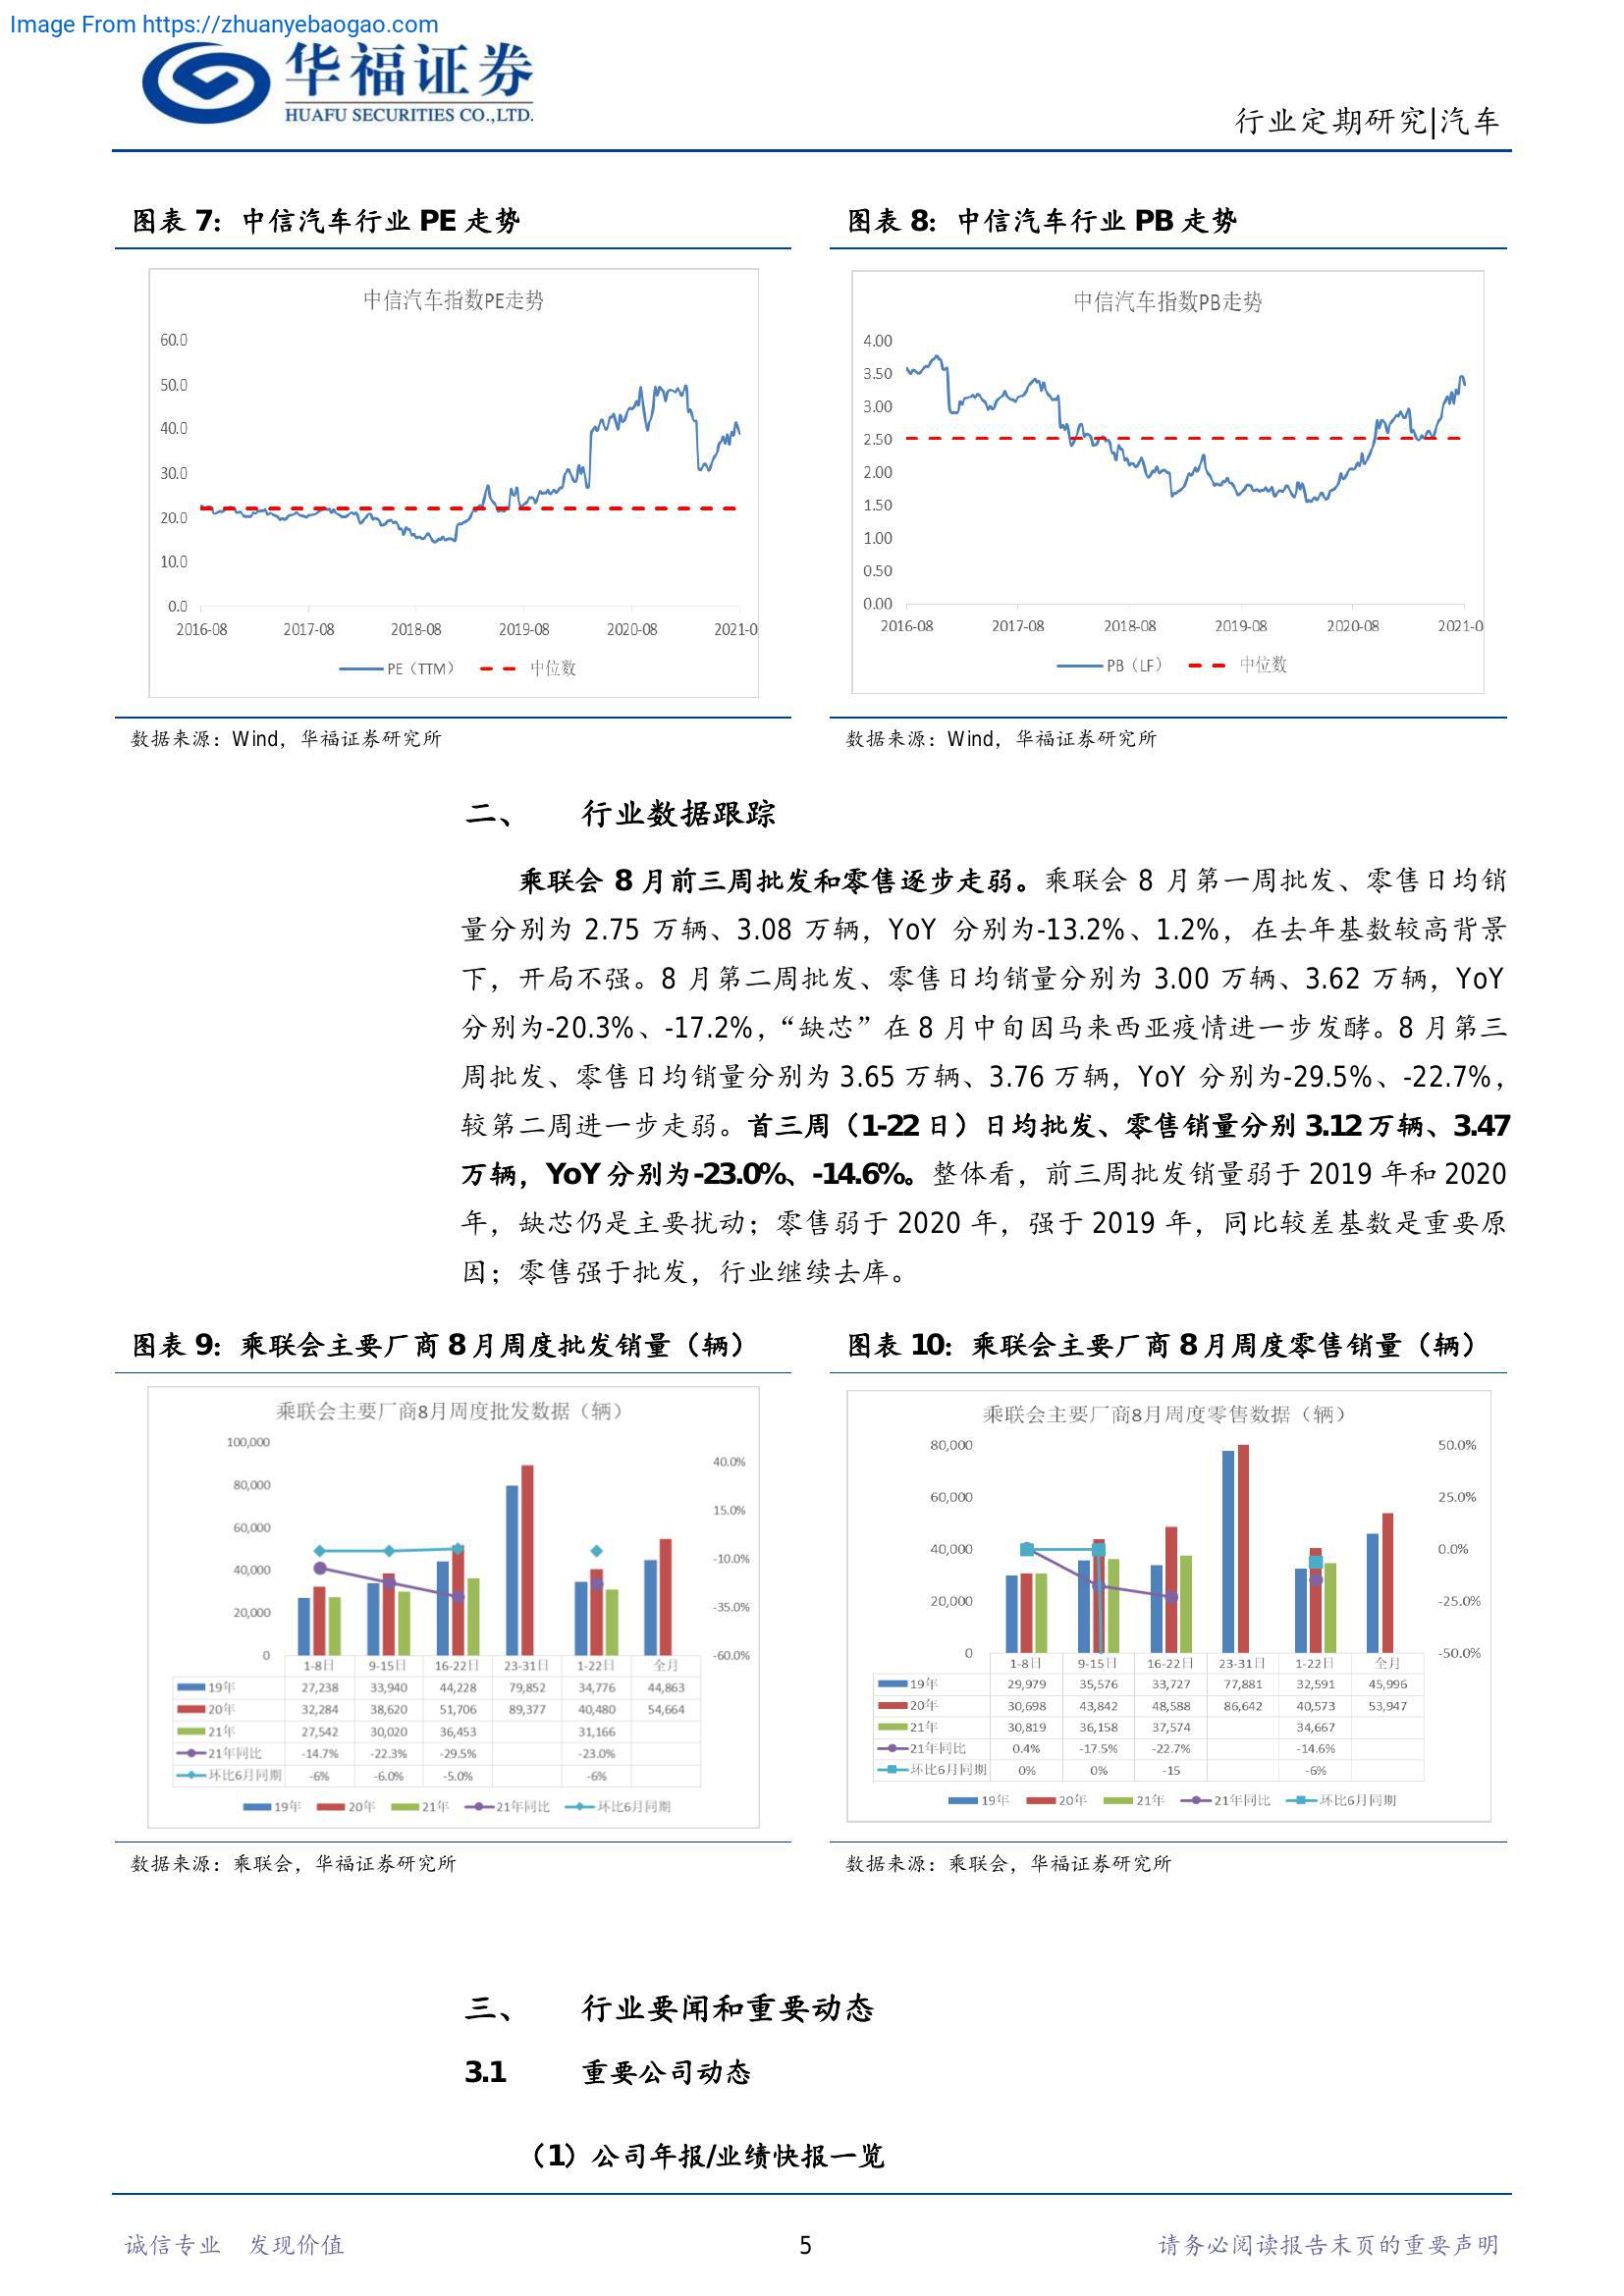 Image From https://zhuanyebaogao.com
华福证券
HUAFU SECURITIES CO.,LTD.
行业定期研究|汽车
图表 7：中信汽车行业 PE 走势
中信汽车指数PE走势
60.0
50.0
40.0
30.0
20.0
10.0
0.0
2016-08 2017-08 2018-08 2019-08 2020-08 2021-0
PE（TTM） 中位数
数据来源：Wind，华福证券研究所
图表 8：中信汽车行业 PB 走势
中信汽车指数PB走势
4.00
3.50
3.00
2.50
2.00
1.50
1.00
0.50
0.00
2016-08 2017-08 2018-08 2019-08 2020-08 2021-0
PB（LF） 中位数
数据来源：Wind，华福证券研究所
二、 行业数据跟踪
乘联会 8 月前三周批发和零售逐步走弱。乘联会 8 月第一周批发、零售日均销
量分别为 2.75 万辆、3.08 万辆，YoY 分别为-13.2%、1.2%，在去年基数较高背景
下，开局不强。8 月第二周批发、零售日均销量分别为 3.00 万辆、3.62 万辆，YoY
分别为-20.3%、-17.2%，“缺芯”在 8 月中旬因马来西亚疫情进一步发酵。8 月第三
周批发、零售日均销量分别为 3.65 万辆、3.76 万辆，YoY 分别为-29.5%、-22.7%，
较第二周进一步走弱。首三周（1-22 日）日均批发、零售销量分别 3.12 万辆、3.47
万辆，YoY 分别为-23.0%、-14.6%。整体看，前三周批发销量弱于 2019 年和 2020
年，缺芯仍是主要扰动；零售弱于 2020 年，强于 2019 年，同比较差基数是重要原
因；零售强于批发，行业继续去库。
图表 9：乘联会主要厂商 8 月周度批发销量（辆）
乘联会主要厂商8月周度批发数据（辆）
100,000
80,000
60,000
40,000
20,000
0
40.0%
15.0%
-10.0%
-35.0%
-60.0%
1-8日 9-15日 16-22日 23-31日 1-22日 全月
19年 27,238 33,940 44,228 79,852 34,776 44,863
20年 32,284 38,620 51,706 89,377 40,480 54,664
21年 27,542 30,020 36,453 31,166
21年同比 -14.7% -22.3% -29.5% -23.0%
环比6月同期 -6% -6.0% -5.0% -6%
19年 20年 21年 21年同比 环比6月同期
数据来源：乘联会，华福证券研究所
图表 10：乘联会主要厂商 8 月周度零售销量（辆）
乘联会主要厂商8月周度零售数据（辆）
80,000
60,000
40,000
20,000
0
50.0%
25.0%
0.0%
-25.0%
-50.0%
1-8日 9-15日 16-22日 23-31日 1-22日 全月
19年 29,979 35,576 33,727 77,881 32,591 45,996
20年 30,698 43,842 48,588 86,642 40,573 53,947
21年 30,819 36,158 37,574 34,667
21年同比 0.4% -17.5% -22.7% -14.6%
环比6月同期 0% 0% -15 -6%
19年 20年 21年 21年同比 环比6月同期
数据来源：乘联会，华福证券研究所
三、 行业要闻和重要动态
3.1 重要公司动态
（1）公司年报/业绩快报一览
诚信专业 发现价值 5 请务必阅读报告末页的重要声明